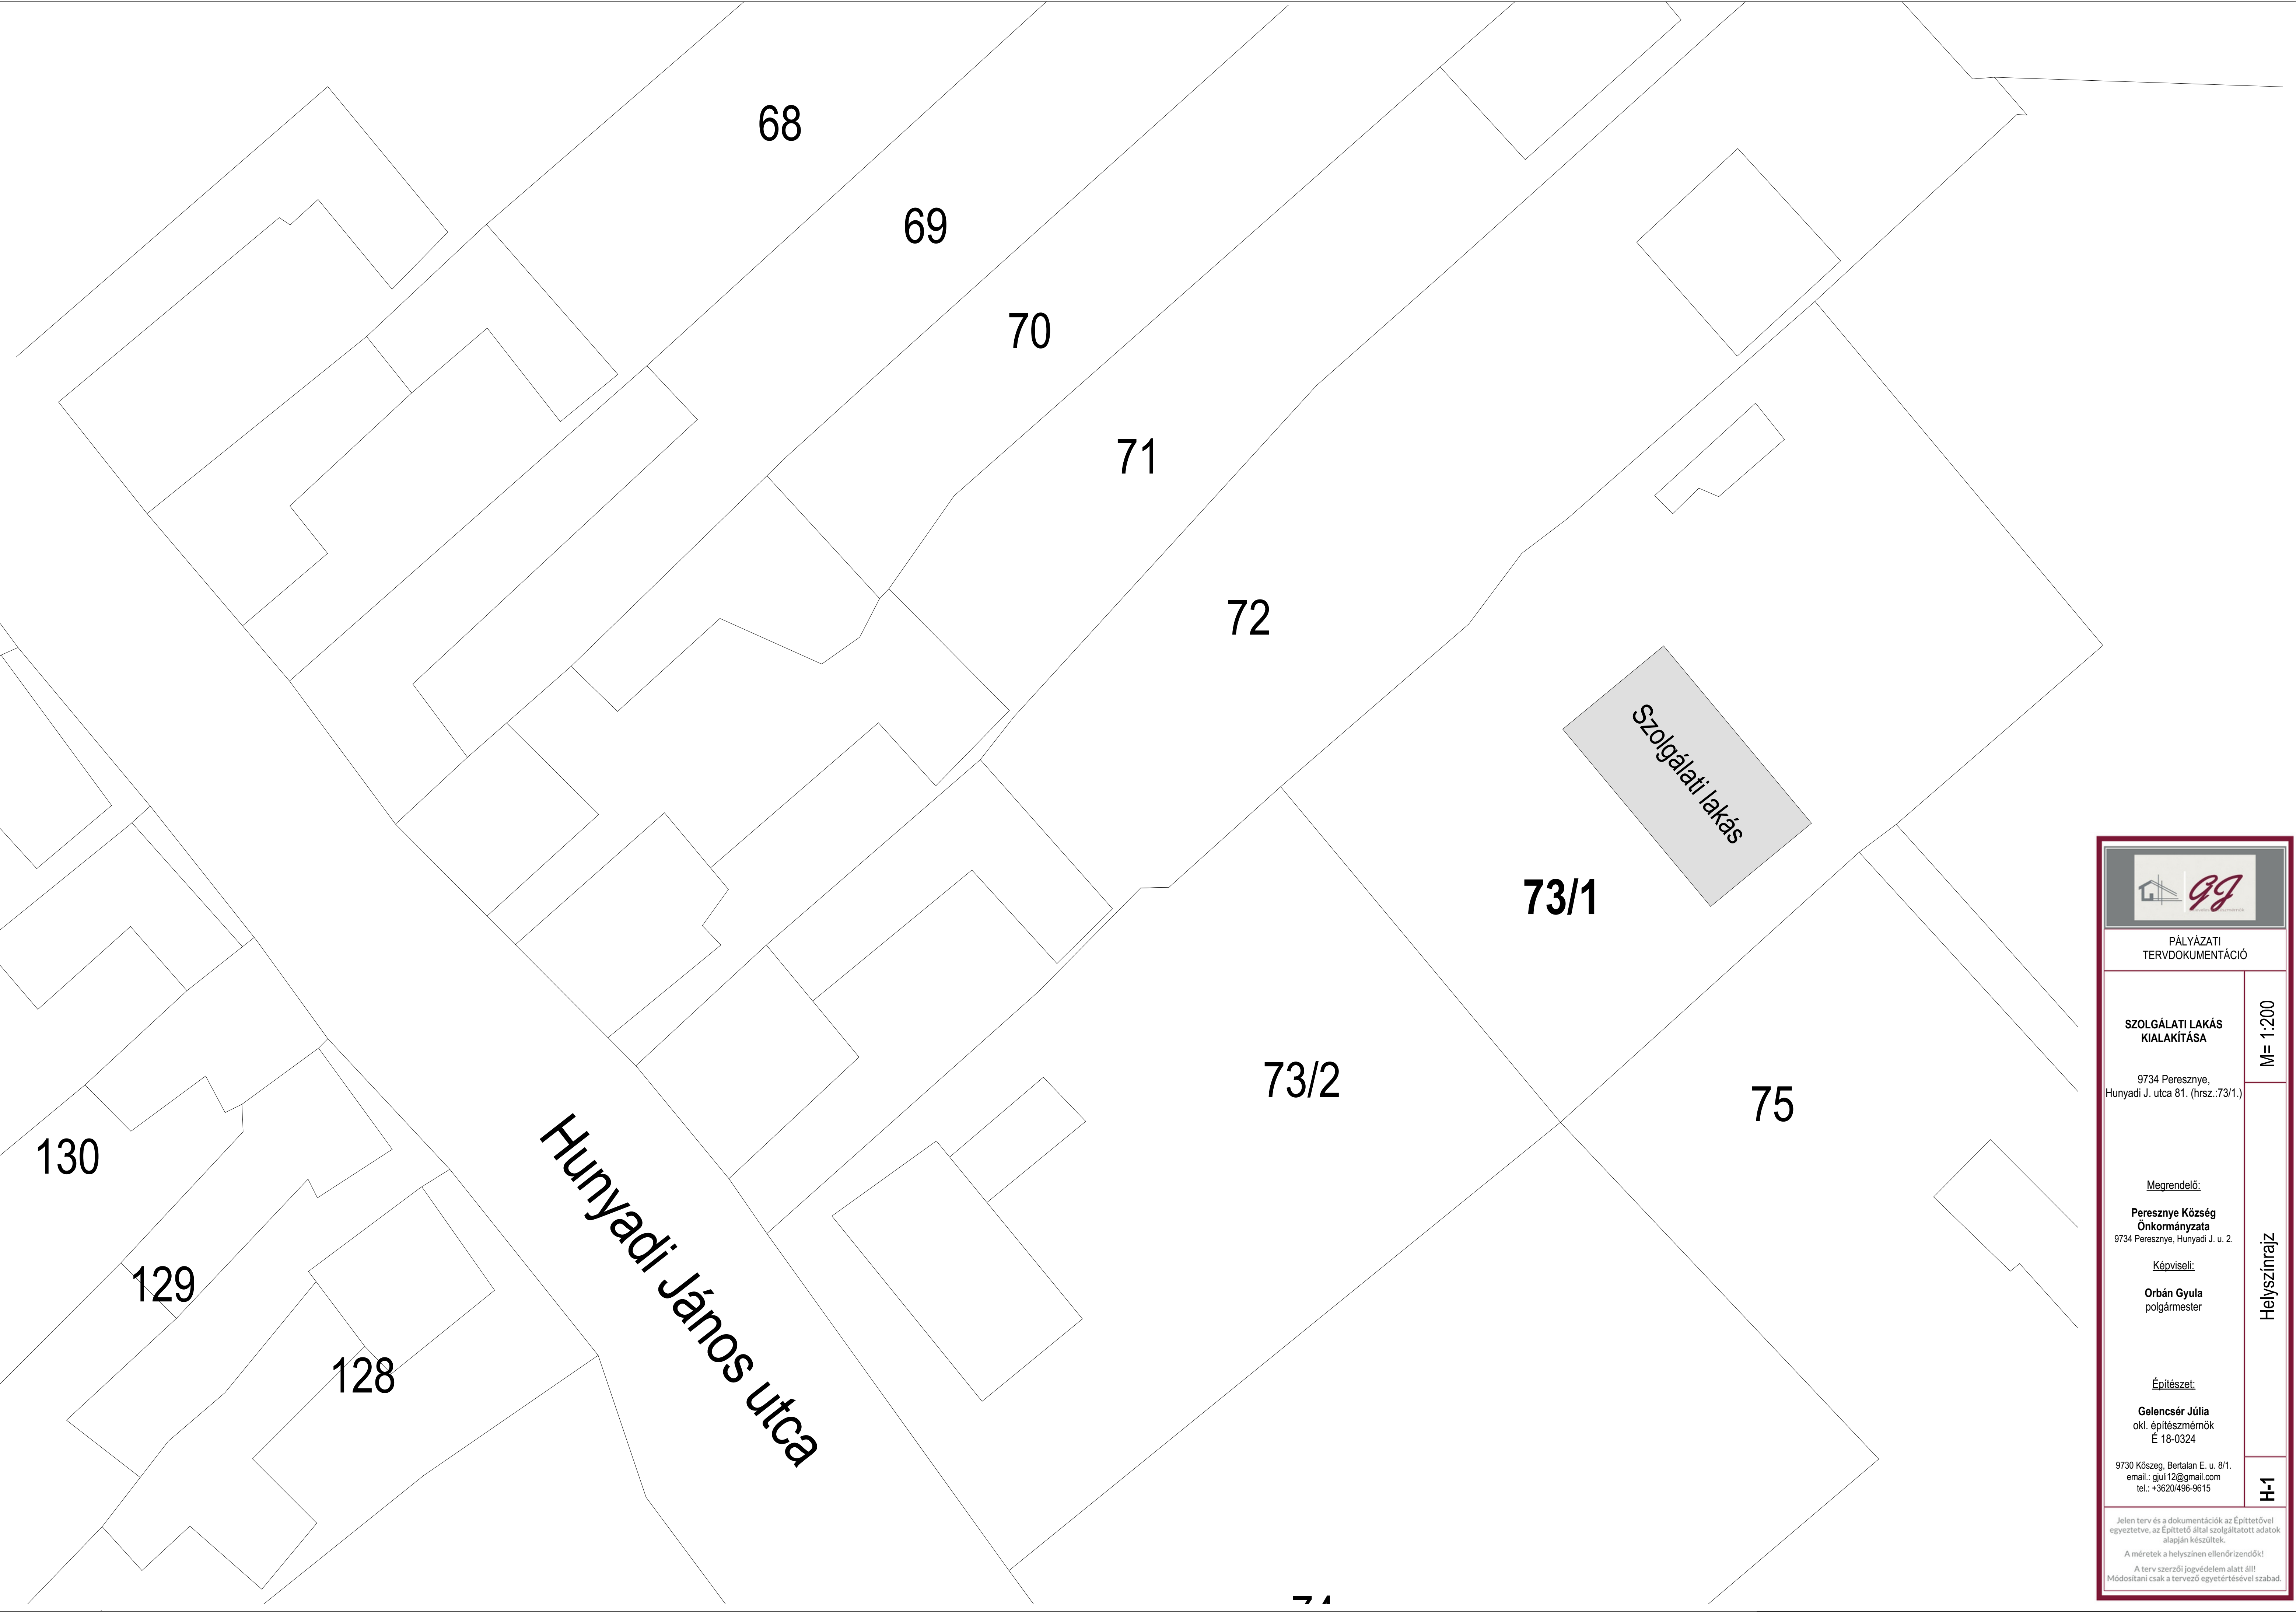 68
69
70
71
72
73/1
73/2
75
130
129
128
Szolgálati lakás
Hunyadi János utca
GJ
PÁLYÁZATI
TERVDOKUMENTÁCIÓ
SZOLGÁLATI LAKÁS
KIALAKÍTÁSA
9734 Peresznye,
Hunyadi J. utca 81. (hrsz.:73/1.)
Megrendelő:
Peresznye Község
Önkormányzata
9734 Peresznye, Hunyadi J. u. 2.
Képviseli:
Orbán Gyula
polgármester
Építészet:
Gelencsér Júlia
okl. építészmérnök
É 18-0324
9730 Kőszeg, Bertalan E. u. 8/1.
email.: gjuli12@gmail.com
tel.: +3620/496-9615
M= 1:200
Helyszínrajz
H-1
Jelen terv és a dokumentációk az Építtetővel
egyeztetve, az Építtető által szolgáltatott adatok
alapján készültek.
A méretek a helyszínen ellenőrizendők!
A terv szerzői jogvédelem alatt áll!
Módosítani csak a tervező egyetértésével szabad.